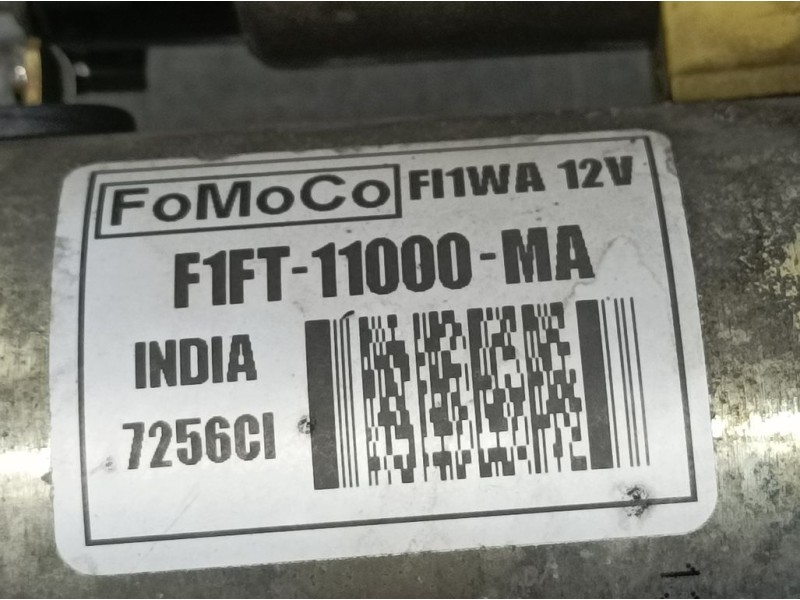 FoMoCo FI1WA 12V
F1FT-11000-MA
INDIA
7256CI